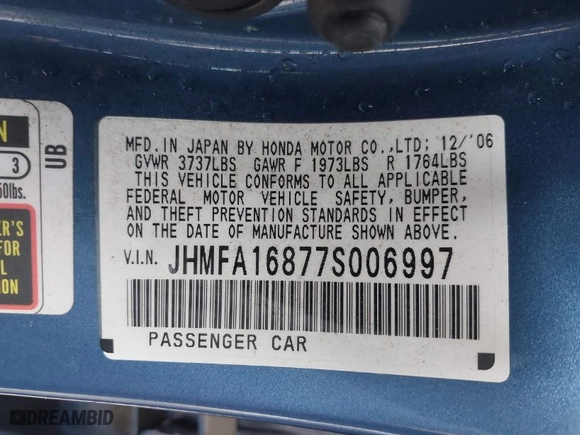 MFD.IN JAPAN BY HONDA MOTOR CO.,LTD; 12/'06
GVWR 3737LBS GAWR F 1973LBS R 1764LBS
THIS VEHICLE CONFORMS TO ALL APPLICABLE
FEDERAL MOTOR VEHICLE SAFETY, BUMPER,
AND THEFT PREVENTION STANDARDS IN EFFECT
ON THE DATE OF MANUFACTURE SHOWN ABOVE.
V.I.N. JHMFA16877S006997
PASSENGER CAR
UB
3
50lbs.
FOR
DREAMBID